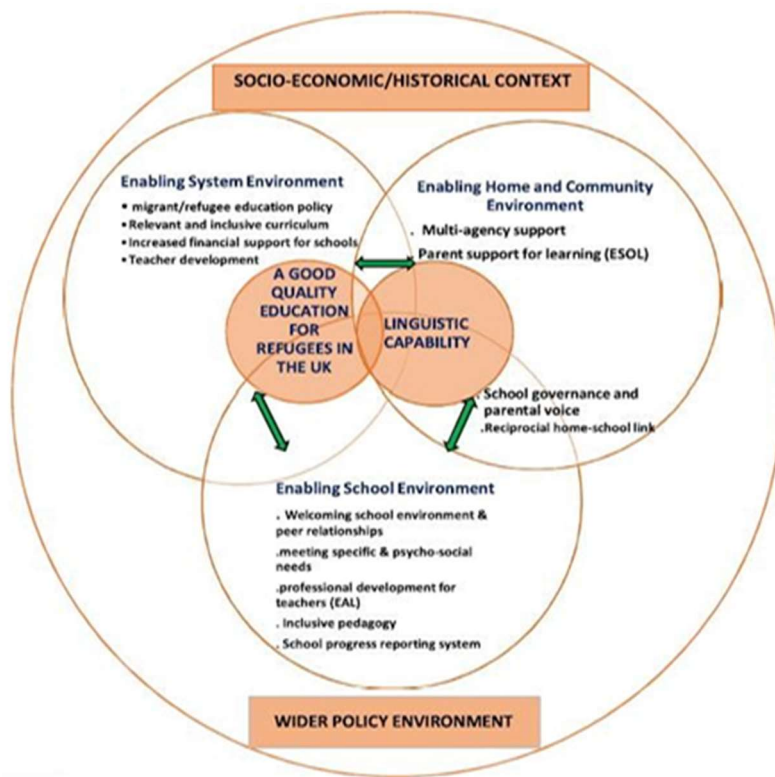 SOCIO-ECONOMIC/HISTORICAL CONTEXT
Enabling System Environment
• migrant/refugee education policy
•Relevant and inclusive curriculum
•Increased financial support for schools
•Teacher development
Enabling Home and Community
Environment
. Multi-agency support
. Parent support for learning (ESOL)
A GOOD
QUALITY
EDUCATION
FOR
REFUGEES IN
THE UK
LINGUISTIC
CAPABILITY
. School governance and
parental voice
.Reciprocial home-school link
Enabling School Environment
. Welcoming school environment &
peer relationships
.meeting specific & psycho-social
needs
.professional development for
teachers (EAL)
. Inclusive pedagogy
. School progress reporting system
WIDER POLICY ENVIRONMENT